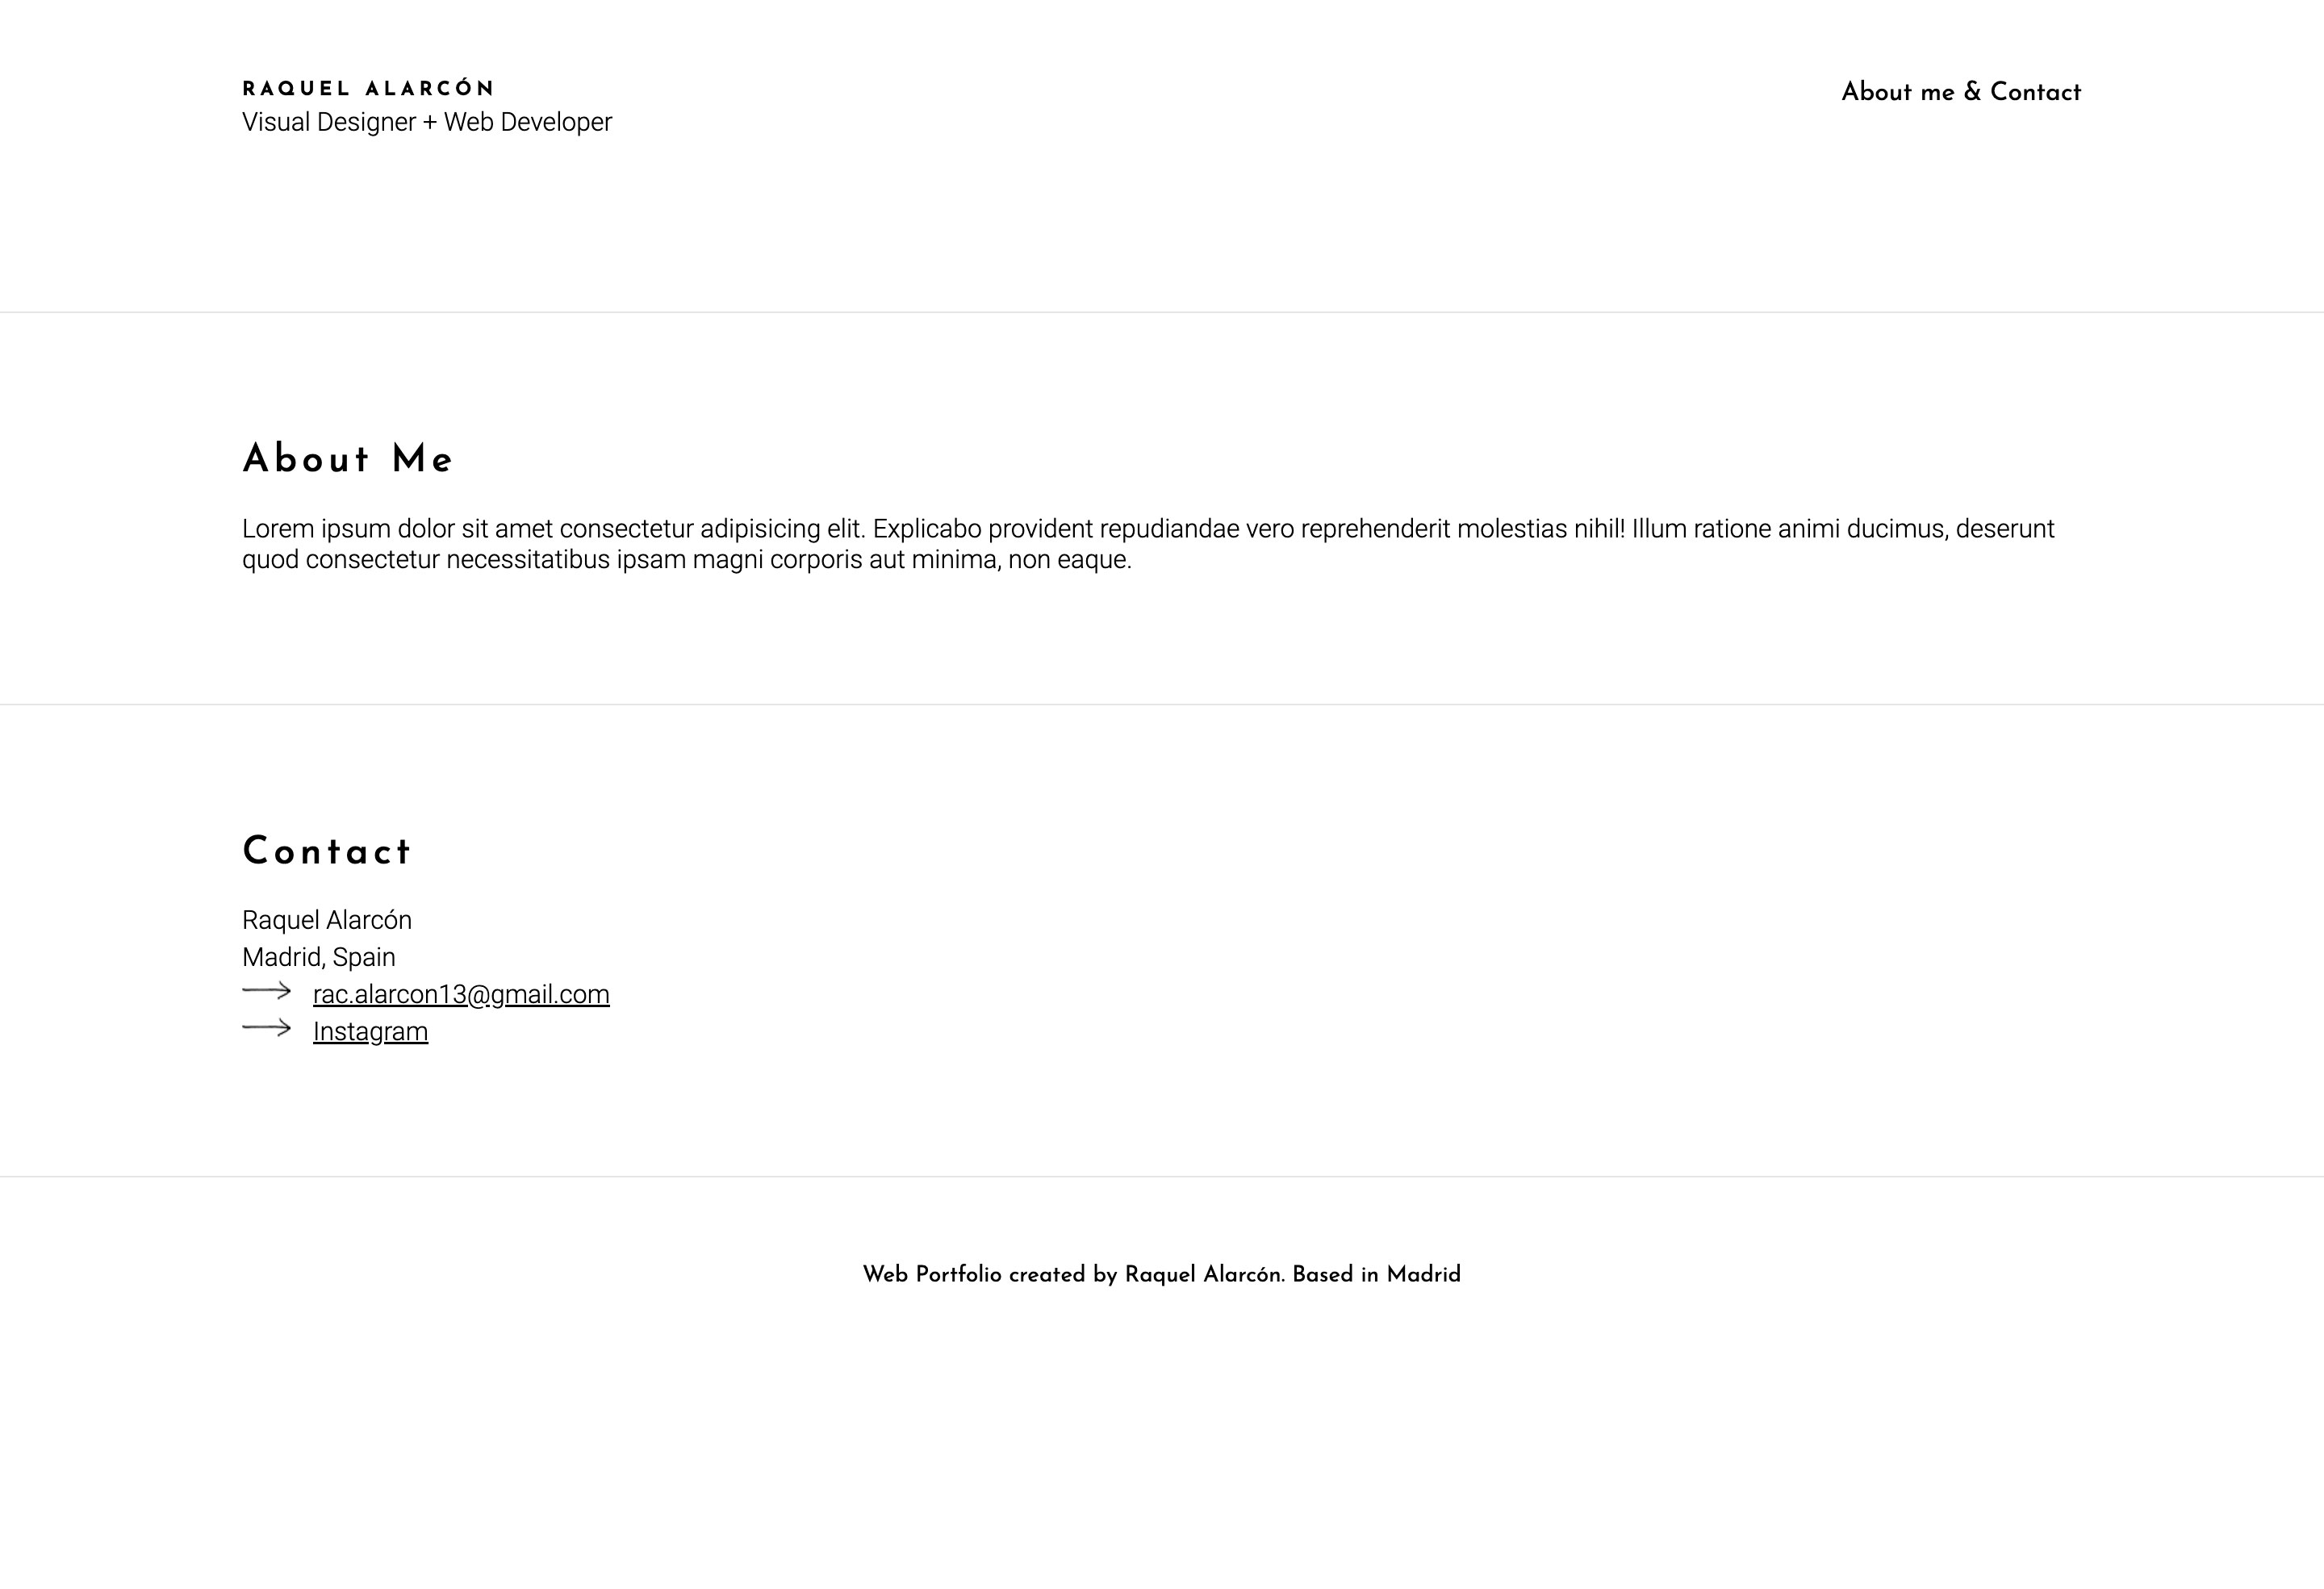 RAQUEL ALARCÓN
Visual Designer + Web Developer
About me & Contact
About Me
Lorem ipsum dolor sit amet consectetur adipisicing elit. Explicabo provident repudiandae vero reprehenderit molestias nihil! Illum ratione animi ducimus, deserunt
quod consectetur necessitatibus ipsam magni corporis aut minima, non eaque.
Contact
Raquel Alarcón
Madrid, Spain
rac.alarcon13@gmail.com
Instagram
Web Portfolio created by Raquel Alarcón. Based in Madrid